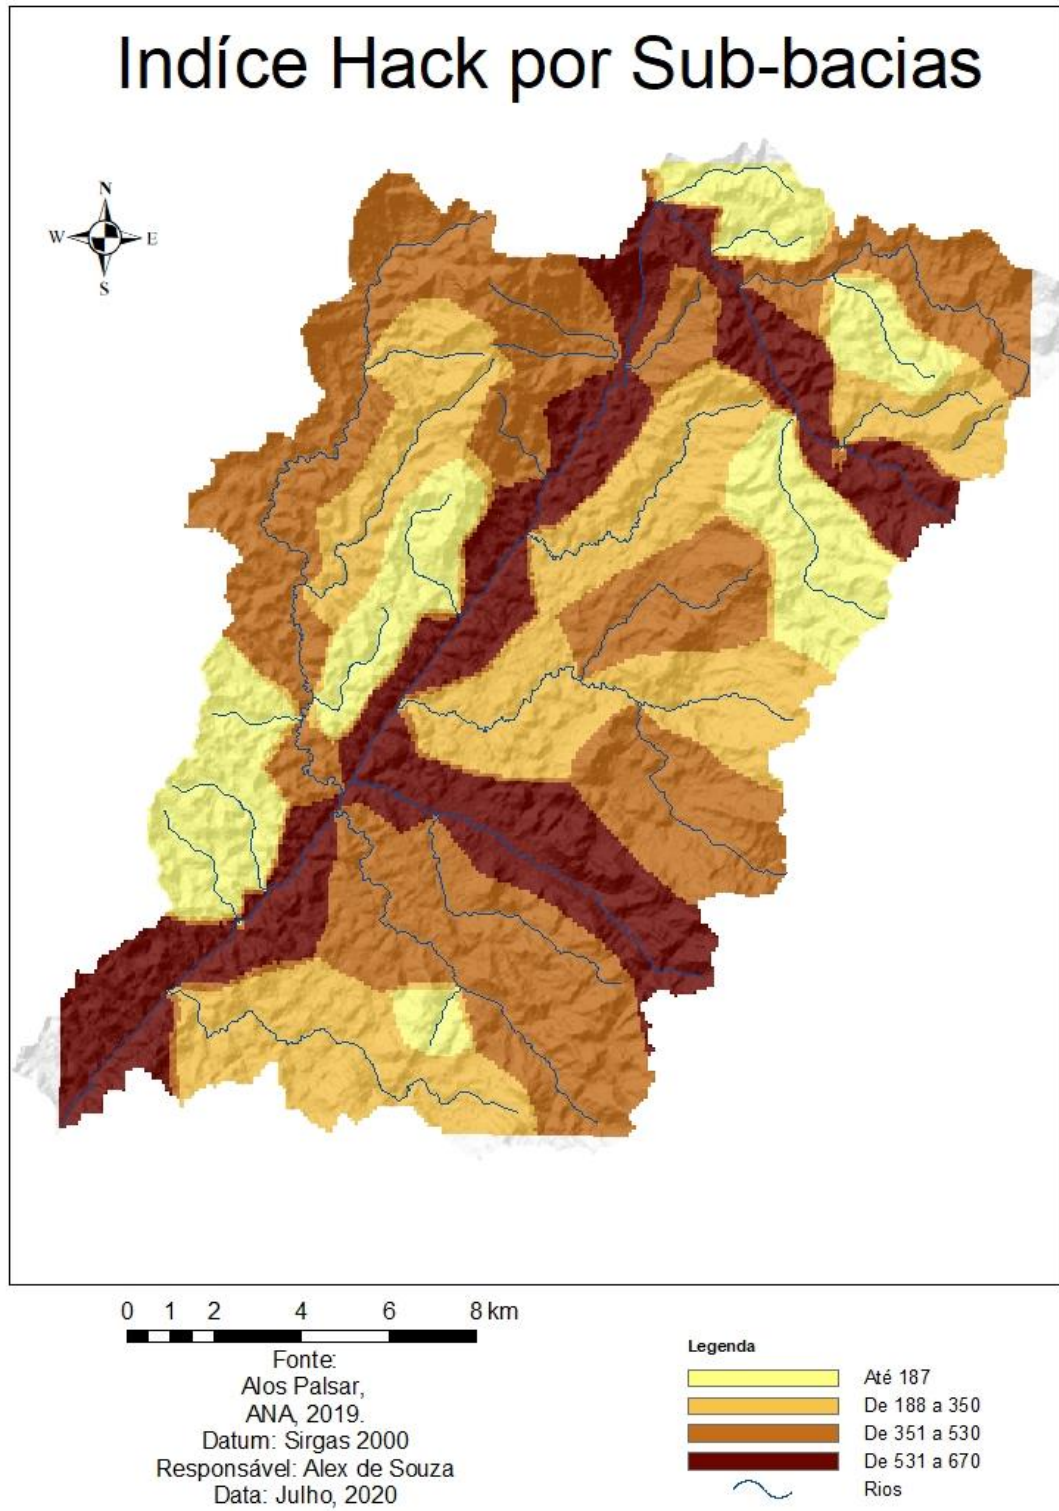 Indíce Hack por Sub-bacias
N
W E
S
0 1 2 4 6 8 km
Fonte:
Alos Palsar,
ANA, 2019.
Datum: Sirgas 2000
Responsável: Alex de Souza
Data: Julho, 2020
Legenda
Até 187
De 188 a 350
De 351 a 530
De 531 a 670
Rios